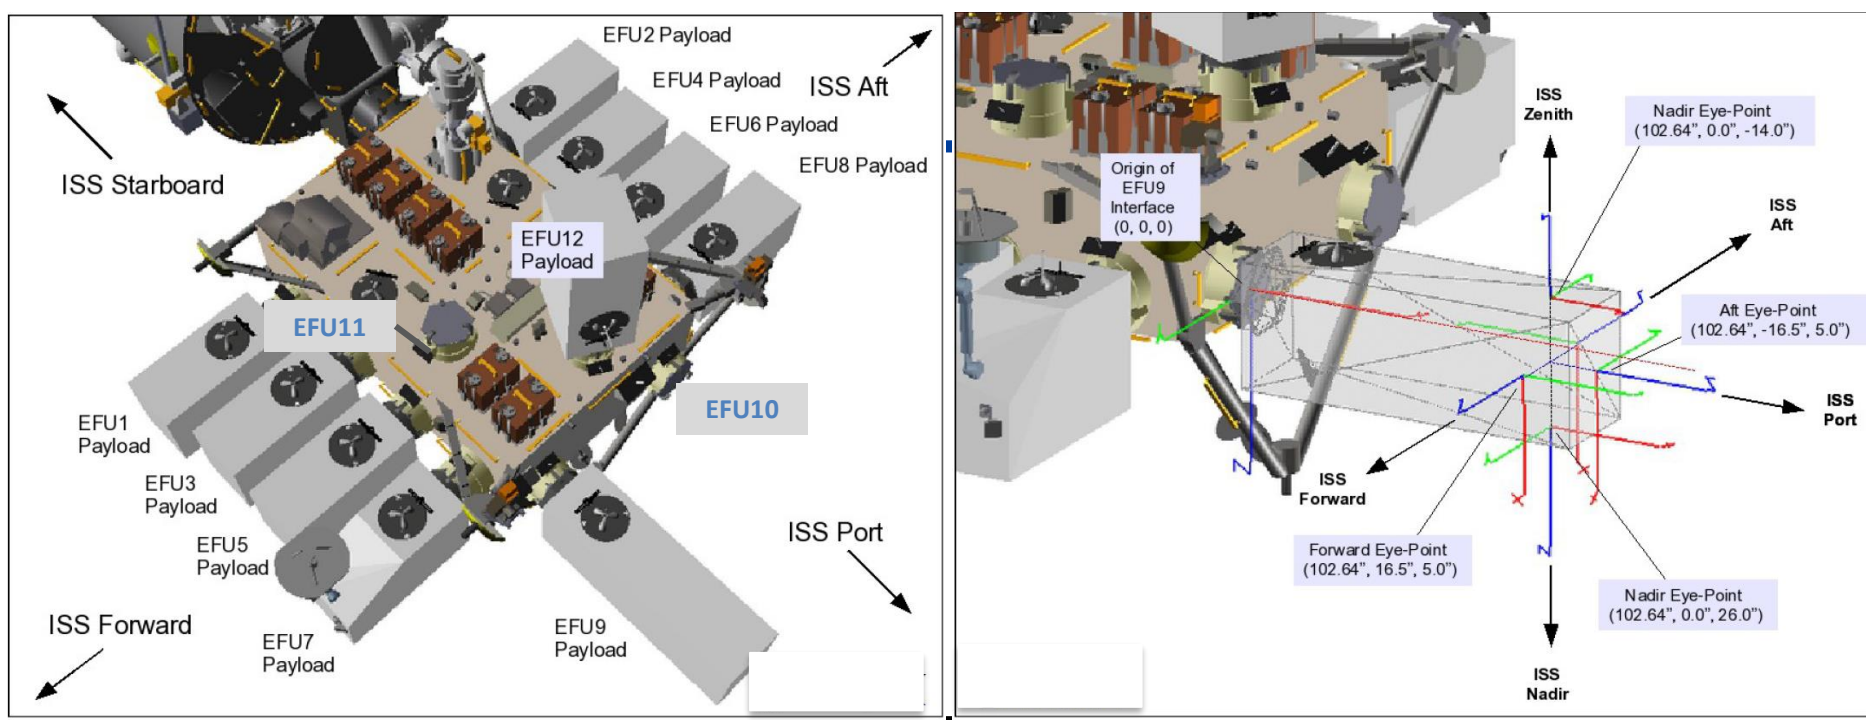 EFU2 Payload
ISS Aft
EFU4 Payload
EFU6 Payload
EFU8 Payload
ISS Starboard
EFU12
Payload
EFU11
EFU10
EFU1
Payload
EFU3
Payload
EFU5
Payload
ISS Port
ISS Forward
EFU7
Payload
EFU9
Payload
ISS
Zenith
Nadir Eye-Point
(102.64”, 0.0”, -14.0”)
Origin of
EFU9
Interface
(0, 0, 0)
ISS
Aft
Aft Eye-Point
(102.64”, -16.5”, 5.0”)
ISS
Port
ISS
Forward
Forward Eye-Point
(102.64”, 16.5”, 5.0”)
Nadir Eye-Point
(102.64”, 0.0”, 26.0”)
ISS
Nadir